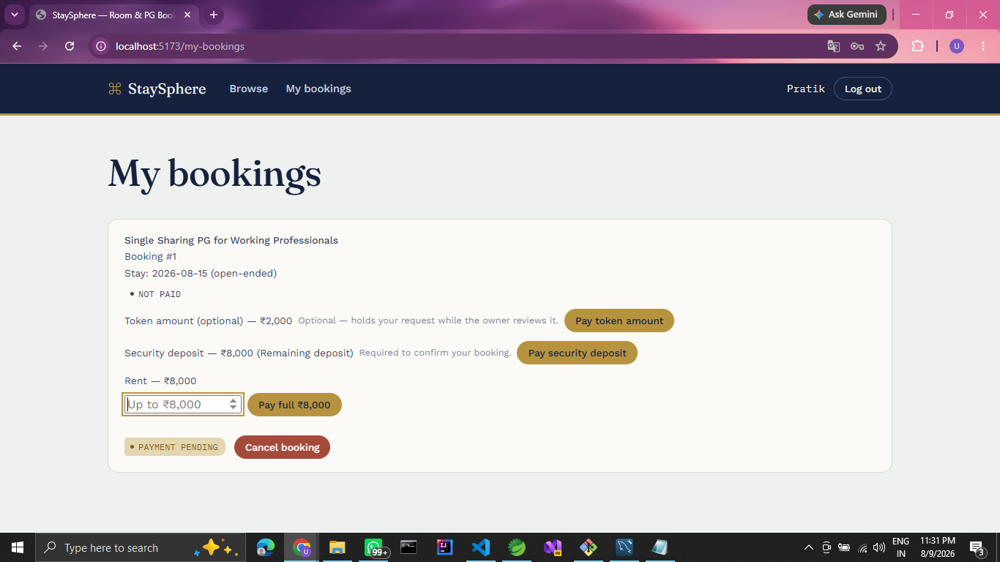 StaySphere — Room & PG Boo
Ask Gemini
localhost:5173/my-bookings
U
⌘ StaySphere Browse My bookings Pratik Log out
My bookings
Single Sharing PG for Working Professionals
Booking #1
Stay: 2026-08-15 (open-ended)
• NOT PAID
Token amount (optional) — ₹2,000 Optional — holds your request while the owner reviews it. Pay token amount
Security deposit — ₹8,000 (Remaining deposit) Required to confirm your booking. Pay security deposit
Rent — ₹8,000
Up to ₹8,000 Pay full ₹8,000
• PAYMENT PENDING Cancel booking
Type here to search
99+
ENG
IN
11:31 PM
8/9/2026
3